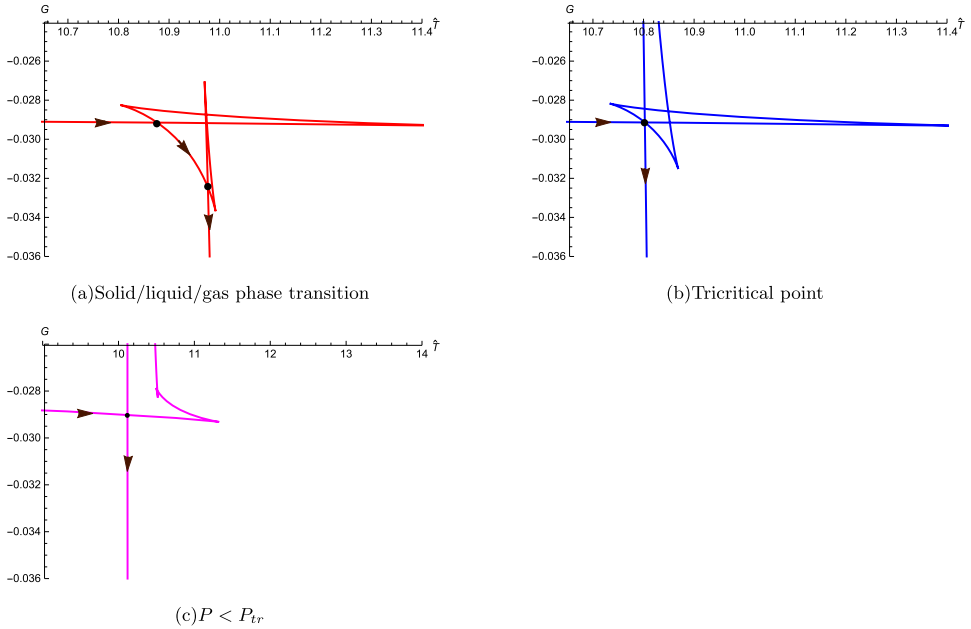 G
T̂
10.7 10.8 10.9 11.0 11.1 11.2 11.3 11.4
−0.026
−0.028
−0.030
−0.032
−0.034
−0.036
(a)Solid/liquid/gas phase transition
G
T̂
10.7 10.8 10.9 11.0 11.1 11.2 11.3 11.4
−0.026
−0.028
−0.030
−0.032
−0.034
−0.036
(b)Tricritical point
G
T̂
10 11 12 13 14
−0.028
−0.030
−0.032
−0.034
−0.036
(c)P < Ptr